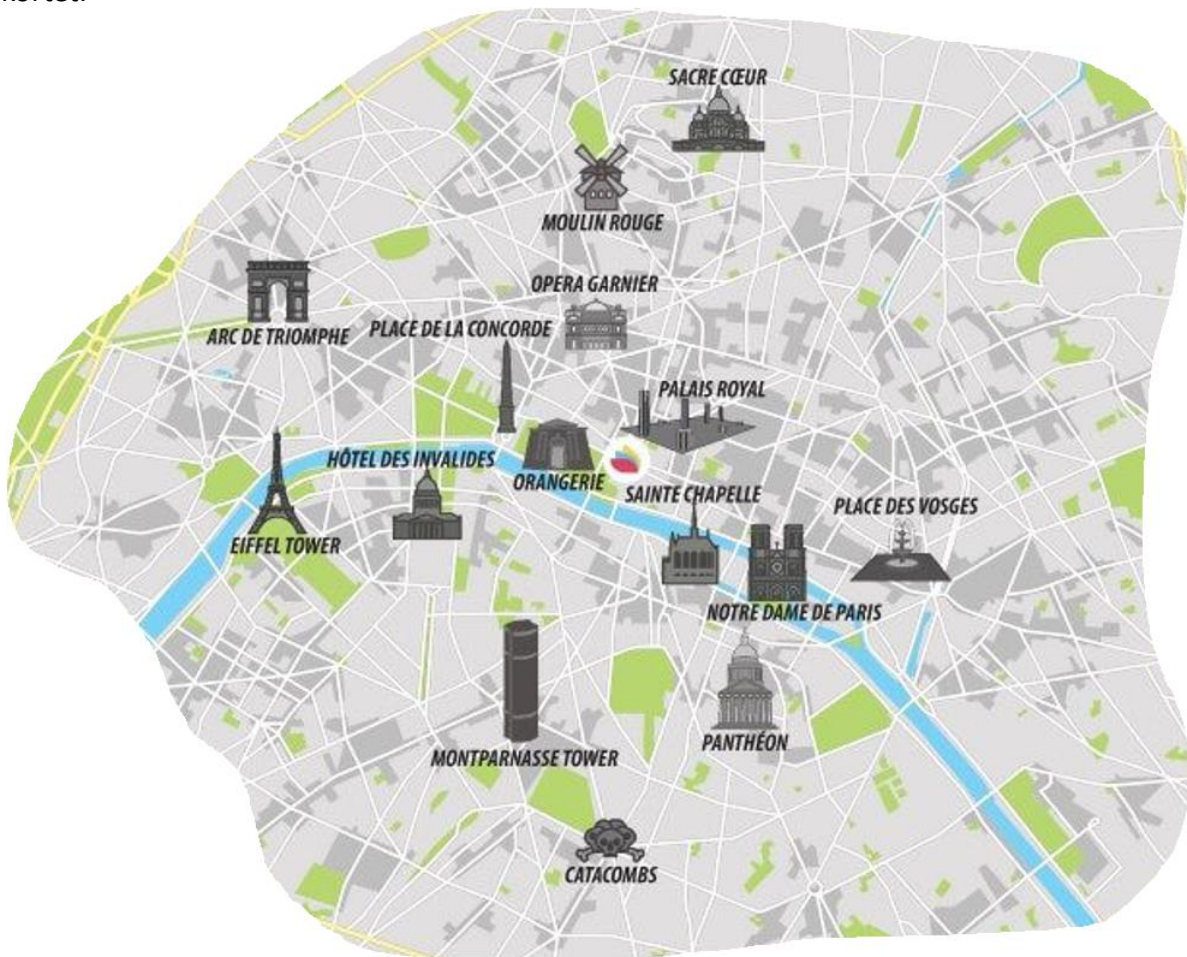 SACRE CŒUR
MOULIN ROUGE
OPERA GARNIER
PLACE DE LA CONCORDE
ARC DE TRIOMPHE
PALAIS ROYAL
HÔTEL DES INVALIDES
ORANGERIE
SAINTE CHAPELLE
PLACE DES VOSGES
EIFFEL TOWER
NOTRE DAME DE PARIS
PANTHÉON
MONTPARNASSE TOWER
CATACOMBS